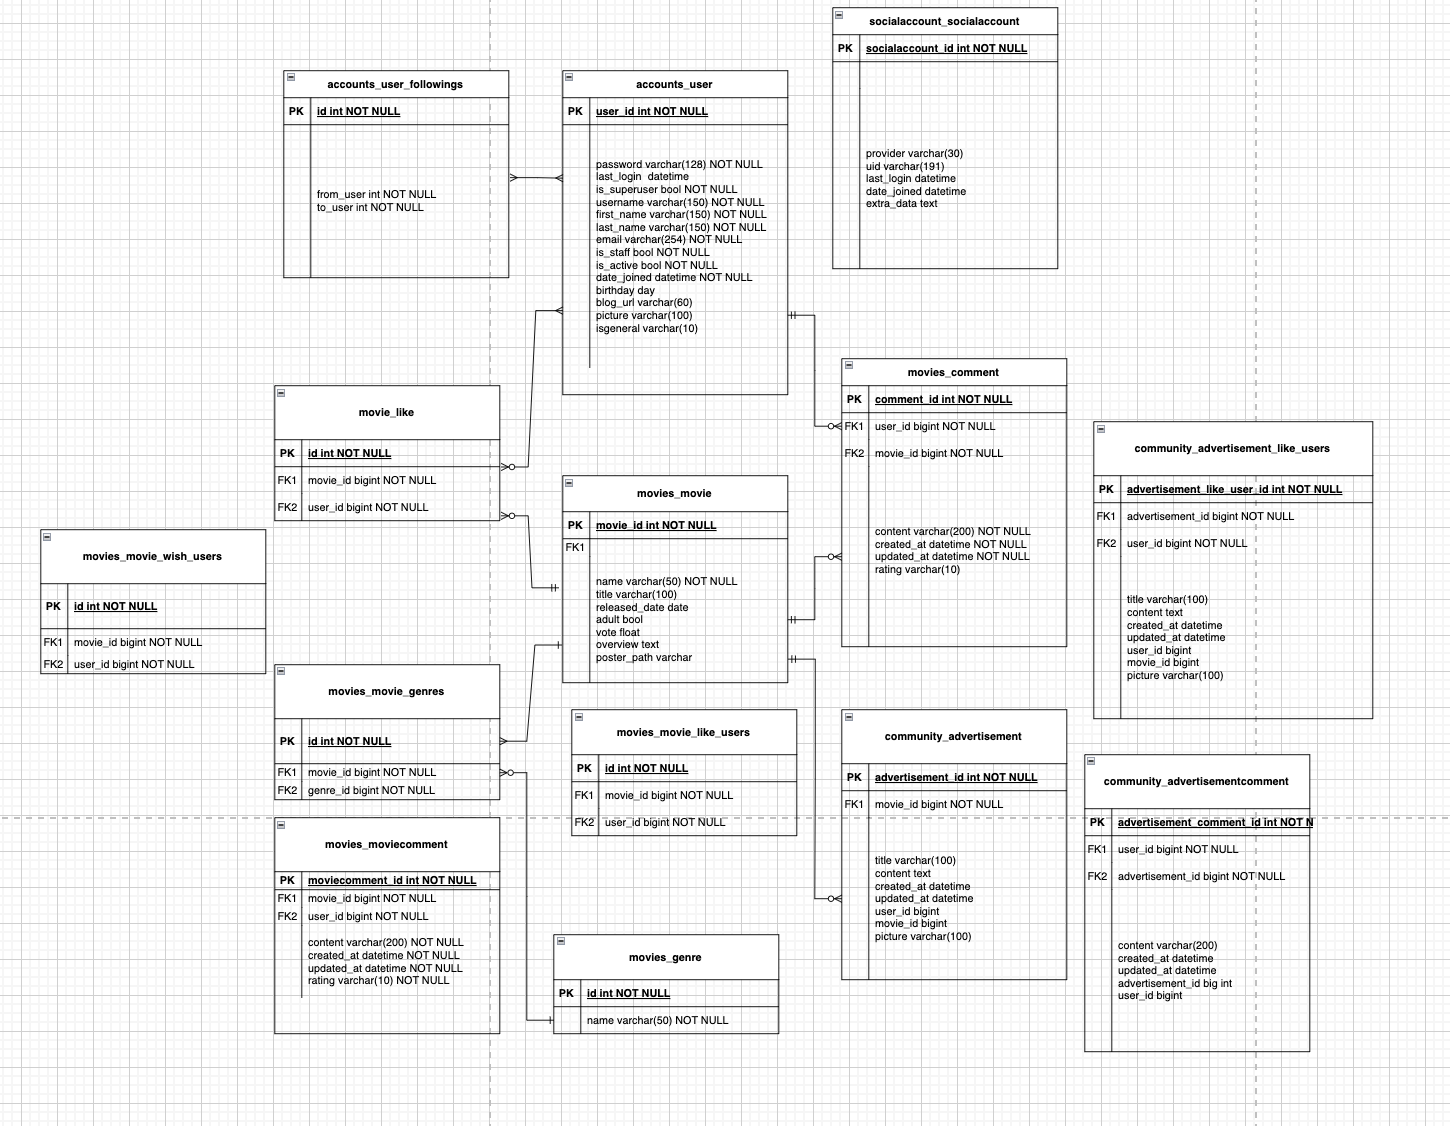 socialaccount_socialaccount
PK socialaccount_id int NOT NULL
provider varchar(30)
uid varchar(191)
last_login datetime
date_joined datetime
extra_data text
accounts_user_followings
PK id int NOT NULL
from_user int NOT NULL
to_user int NOT NULL
accounts_user
PK user_id int NOT NULL
password varchar(128) NOT NULL
last_login datetime
is_superuser bool NOT NULL
username varchar(150) NOT NULL
first_name varchar(150) NOT NULL
last_name varchar(150) NOT NULL
email varchar(254) NOT NULL
is_staff bool NOT NULL
is_active bool NOT NULL
date_joined datetime NOT NULL
birthday day
blog_url varchar(60)
picture varchar(100)
isgeneral varchar(10)
movies_comment
PK comment_id int NOT NULL
FK1 user_id bigint NOT NULL
FK2 movie_id bigint NOT NULL
content varchar(200) NOT NULL
created_at datetime NOT NULL
updated_at datetime NOT NULL
rating varchar(10)
movie_like
PK id int NOT NULL
FK1 movie_id bigint NOT NULL
FK2 user_id bigint NOT NULL
community_advertisement_like_users
PK advertisement_like_user_id int NOT NULL
FK1 advertisement_id bigint NOT NULL
FK2 user_id bigint NOT NULL
title varchar(100)
content text
created_at datetime
updated_at datetime
user_id bigint
movie_id bigint
picture varchar(100)
movies_movie
PK movie_id int NOT NULL
FK1
name varchar(50) NOT NULL
title varchar(100)
released_date date
adult bool
vote float
overview text
poster_path varchar
movies_movie_wish_users
PK id int NOT NULL
FK1 movie_id bigint NOT NULL
FK2 user_id bigint NOT NULL
movies_movie_genres
PK id int NOT NULL
FK1 movie_id bigint NOT NULL
FK2 genre_id bigint NOT NULL
movies_movie_like_users
PK id int NOT NULL
FK1 movie_id bigint NOT NULL
FK2 user_id bigint NOT NULL
community_advertisement
PK advertisement_id int NOT NULL
FK1 movie_id bigint NOT NULL
title varchar(100)
content text
created_at datetime
updated_at datetime
user_id bigint
movie_id bigint
picture varchar(100)
community_advertisementcomment
PK advertisement_comment_id int NOT N
FK1 user_id bigint NOT NULL
FK2 advertisement_id bigint NOT NULL
content varchar(200)
created_at datetime
updated_at datetime
advertisement_id big int
user_id bigint
movies_moviecomment
PK moviecomment_id int NOT NULL
FK1 movie_id bigint NOT NULL
FK2 user_id bigint NOT NULL
content varchar(200) NOT NULL
created_at datetime NOT NULL
updated_at datetime NOT NULL
rating varchar(10) NOT NULL
movies_genre
PK id int NOT NULL
name varchar(50) NOT NULL